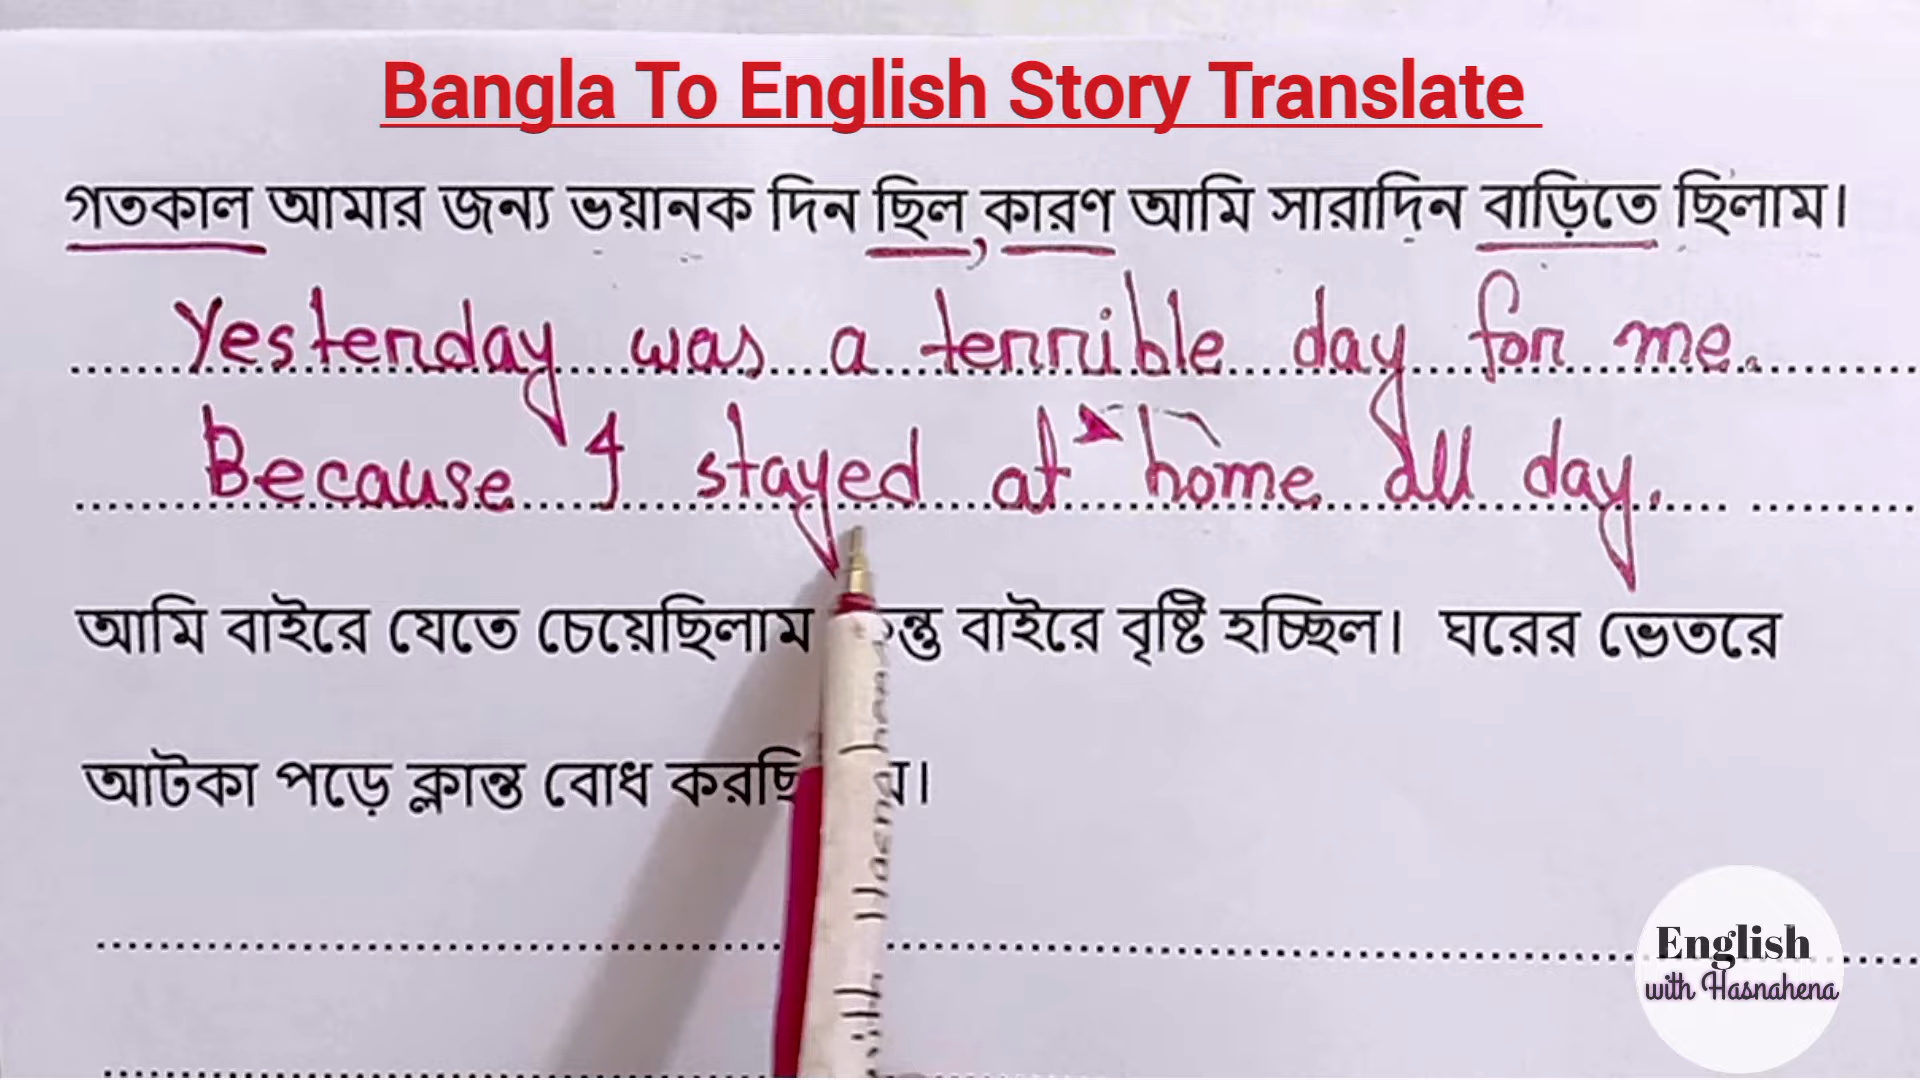 Bangla To English Story Translate
গতকাল আমার জন্য ভয়ানক দিন ছিল, কারণ আমি সারাদিন বাড়িতে ছিলাম।
Yesterday was a terrible day for me.
Because I stayed at home all day.
আমি বাইরে যেতে চেয়েছিলাম বাইরে বৃষ্টি হচ্ছিল। ঘরের ভেতরে
আটকা পড়ে ক্লান্ত বোধ
English
with Hasnahena